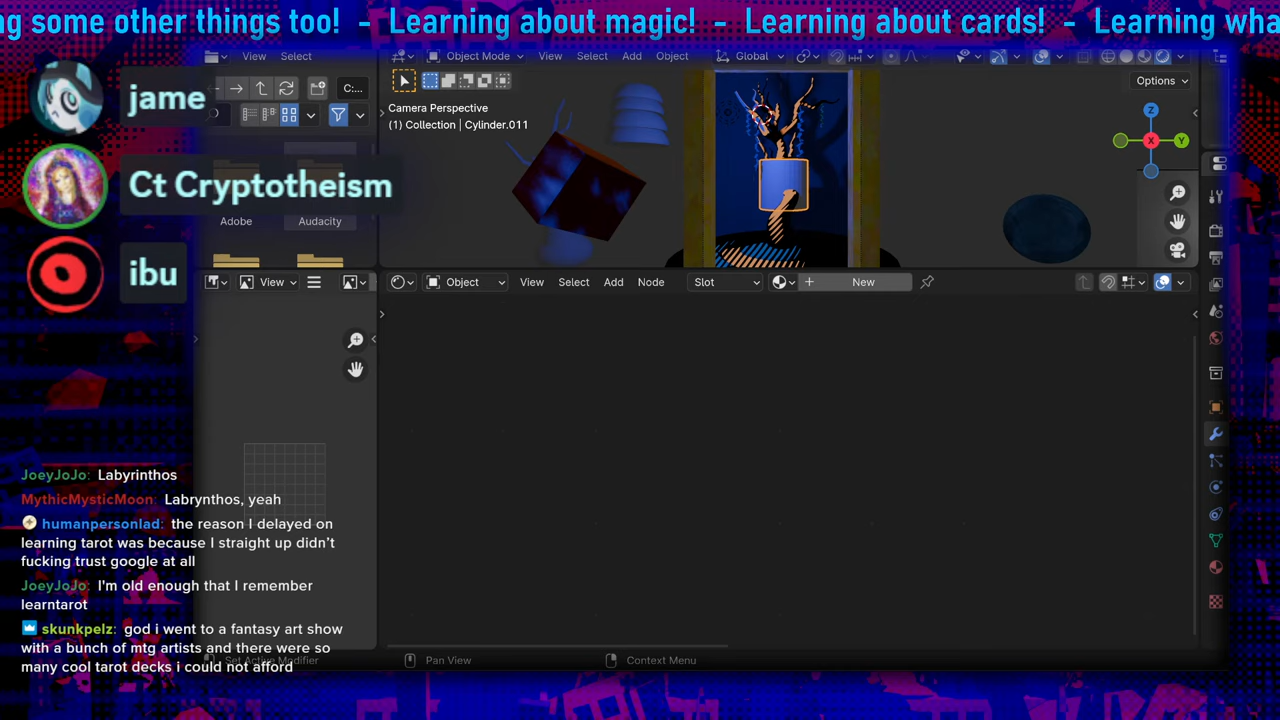 ng some other things too! - Learning about magic! - Learning about cards! - Learning wha
View Select
Object Mode View Select Add Object Global
jame
C:...
Options
Camera Perspective
(1) Collection | Cylinder.011
Z
X
Y
Ct Cryptotheism
Adobe Audacity
ibu
View
Object View Select Add Node Slot New
JoeyJoJo: Labyrinthos
MythicMysticMoon: Labrynthos, yeah
humanpersonlad: the reason I delayed on
learning tarot was because I straight up didn't
fucking trust google at all
JoeyJoJo: I'm old enough that I remember
learntarot
skunkpelz: god i went to a fantasy art show
with a bunch of mtg artists and there were so
many cool tarot decks i could not afford
Set Active Modifier Pan View Context Menu